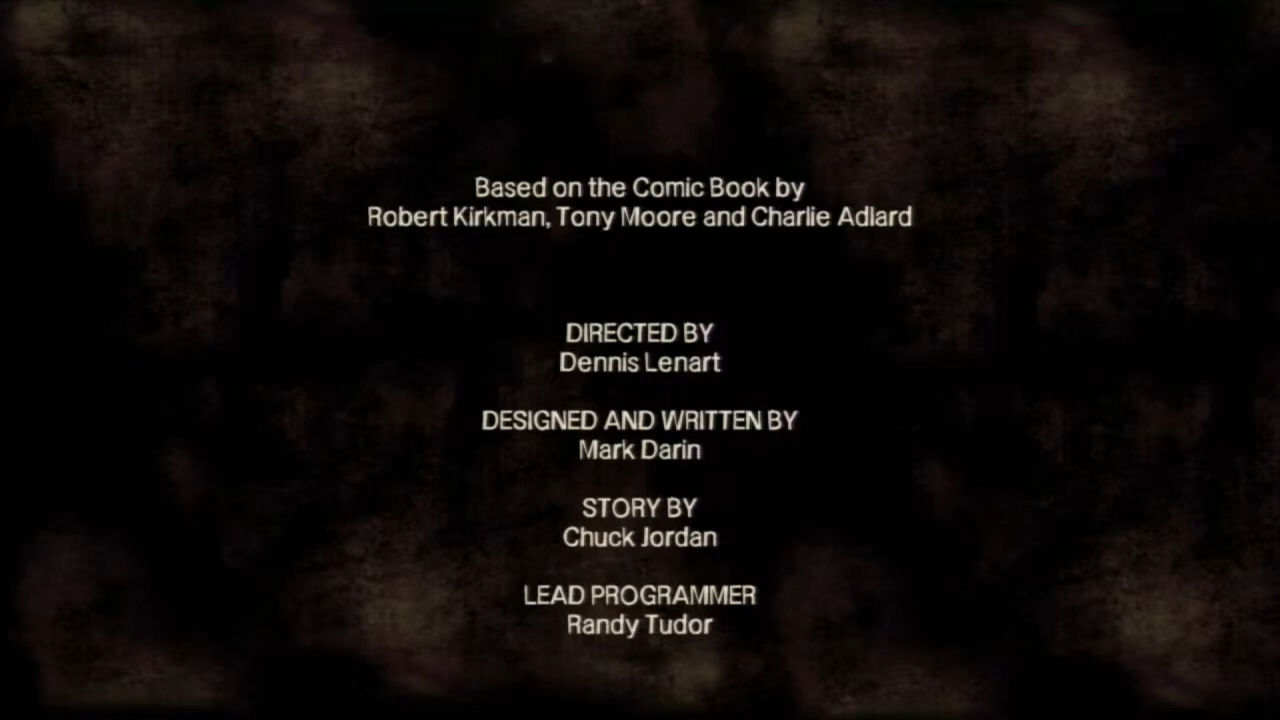 Based on the Comic Book by
Robert Kirkman, Tony Moore and Charlie Adlard
DIRECTED BY
Dennis Lenart
DESIGNED AND WRITTEN BY
Mark Darin
STORY BY
Chuck Jordan
LEAD PROGRAMMER
Randy Tudor